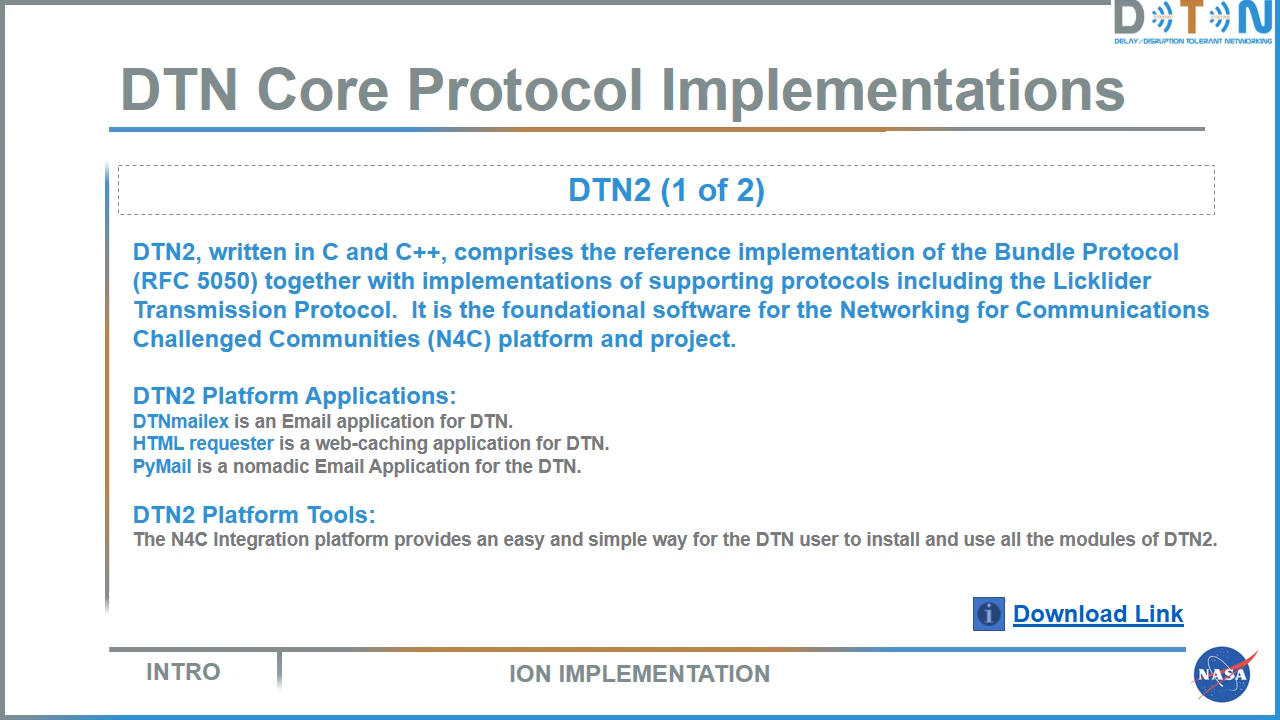 DTN
DELAY/DISRUPTION TOLERANT NETWORKING
DTN Core Protocol Implementations
DTN2 (1 of 2)
DTN2, written in C and C++, comprises the reference implementation of the Bundle Protocol
(RFC 5050) together with implementations of supporting protocols including the Licklider
Transmission Protocol.  It is the foundational software for the Networking for Communications
Challenged Communities (N4C) platform and project.
DTN2 Platform Applications:
DTNmailex is an Email application for DTN.
HTML requester is a web-caching application for DTN.
PyMail is a nomadic Email Application for the DTN.
DTN2 Platform Tools:
The N4C Integration platform provides an easy and simple way for the DTN user to install and use all the modules of DTN2.
Download Link
INTRO
ION IMPLEMENTATION
NASA